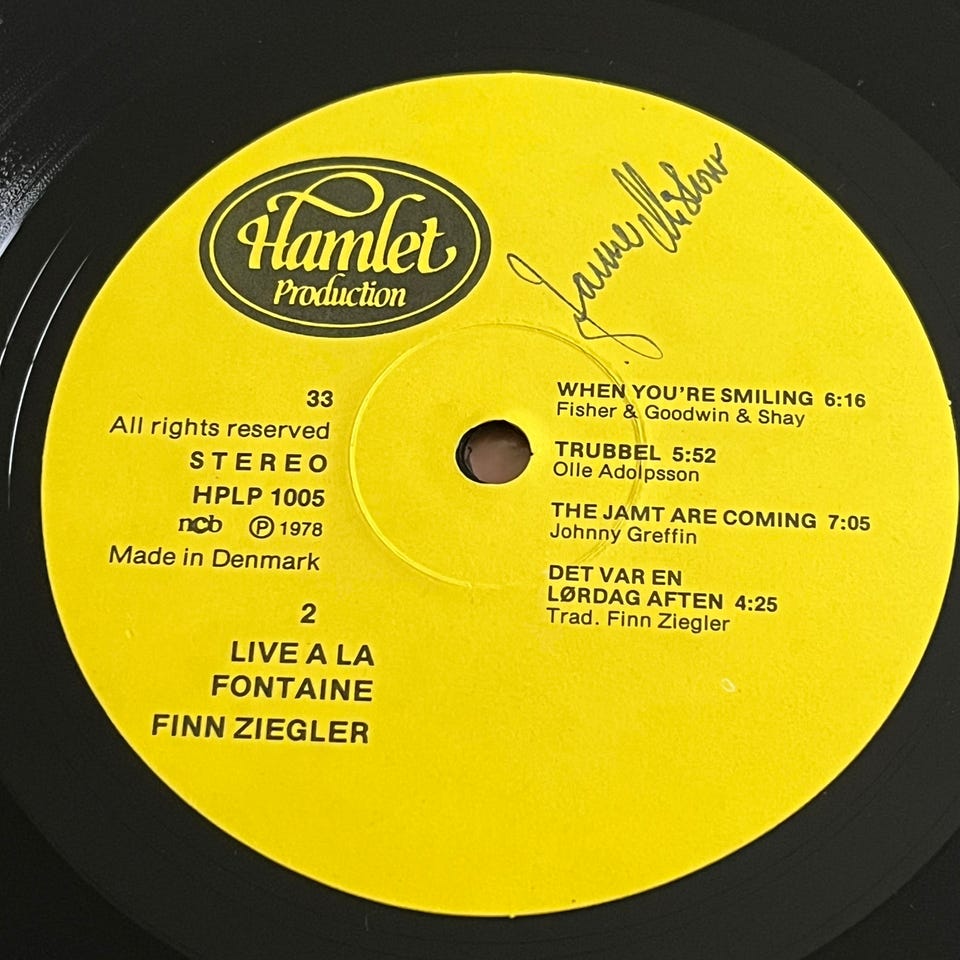 Hamlet
Production
33
All rights reserved
STEREO
HPLP 1005
ncb Ⓟ 1978
Made in Denmark
2
LIVE A LA
FONTAINE
FINN ZIEGLER
WHEN YOU'RE SMILING 6:16
Fisher & Goodwin & Shay
TRUBBEL 5:52
Olle Adolpsson
THE JAMT ARE COMING 7:05
Johnny Greffin
DET VAR EN
LØRDAG AFTEN 4:25
Trad. Finn Ziegler